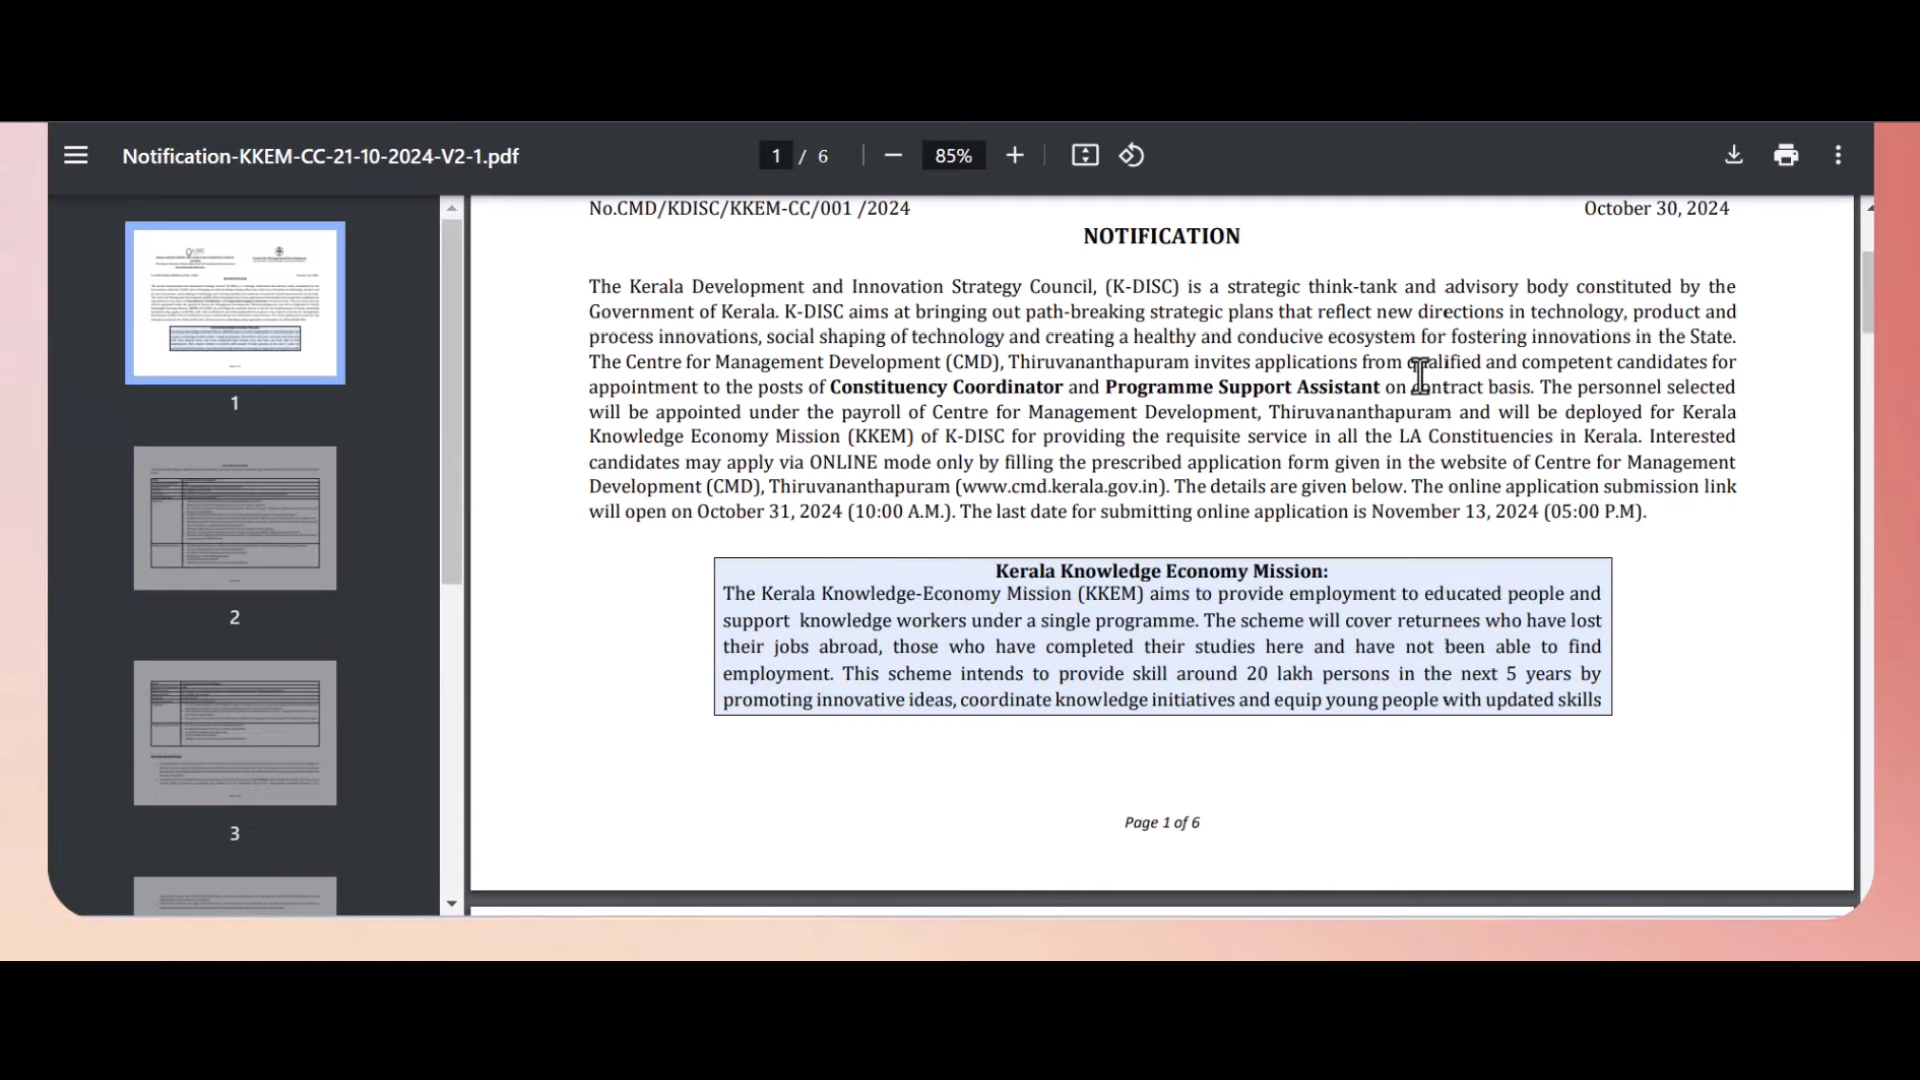 Notification-KKEM-CC-21-10-2024-V2-1.pdf
1 / 6
85%
1
2
3
No.CMD/KDISC/KKEM-CC/001 /2024 October 30, 2024
NOTIFICATION
The Kerala Development and Innovation Strategy Council, (K-DISC) is a strategic think-tank and advisory body constituted by the
Government of Kerala. K-DISC aims at bringing out path-breaking strategic plans that reflect new directions in technology, product and
process innovations, social shaping of technology and creating a healthy and conducive ecosystem for fostering innovations in the State.
The Centre for Management Development (CMD), Thiruvananthapuram invites applications from qualified and competent candidates for
appointment to the posts of Constituency Coordinator and Programme Support Assistant on contract basis. The personnel selected
will be appointed under the payroll of Centre for Management Development, Thiruvananthapuram and will be deployed for Kerala
Knowledge Economy Mission (KKEM) of K-DISC for providing the requisite service in all the LA Constituencies in Kerala. Interested
candidates may apply via ONLINE mode only by filling the prescribed application form given in the website of Centre for Management
Development (CMD), Thiruvananthapuram (www.cmd.kerala.gov.in). The details are given below. The online application submission link
will open on October 31, 2024 (10:00 A.M.). The last date for submitting online application is November 13, 2024 (05:00 P.M).
Kerala Knowledge Economy Mission:
The Kerala Knowledge-Economy Mission (KKEM) aims to provide employment to educated people and
support knowledge workers under a single programme. The scheme will cover returnees who have lost
their jobs abroad, those who have completed their studies here and have not been able to find
employment. This scheme intends to provide skill around 20 lakh persons in the next 5 years by
promoting innovative ideas, coordinate knowledge initiatives and equip young people with updated skills
Page 1 of 6